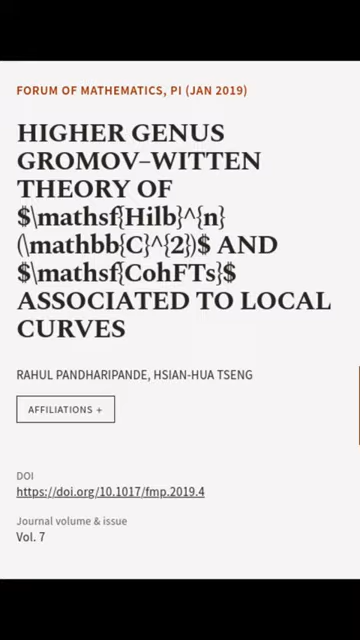 FORUM OF MATHEMATICS, PI (JAN 2019)
HIGHER GENUS
GROMOV–WITTEN
THEORY OF
$\mathsf{Hilb}^{n}
(\mathbb{C}^{2})$ AND
$\mathsf{CohFTs}$
ASSOCIATED TO LOCAL
CURVES
RAHUL PANDHARIPANDE, HSIAN-HUA TSENG
AFFILIATIONS +
DOI
https://doi.org/10.1017/fmp.2019.4
Journal volume & issue
Vol. 7